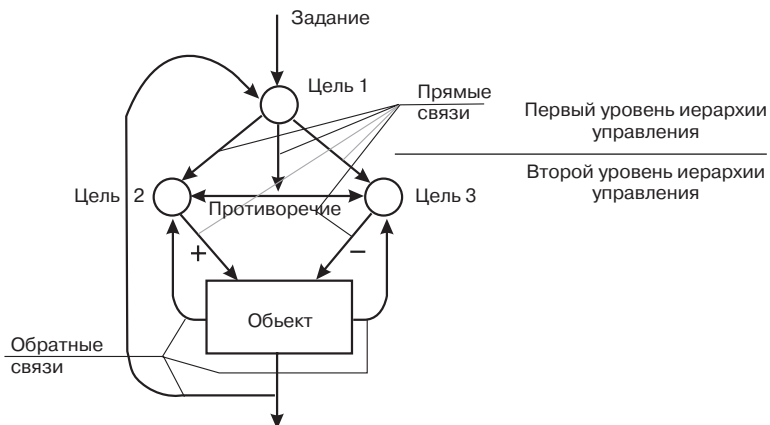 Задание
Цель 1
Прямые
связи
Первый уровень иерархии
управления
Второй уровень иерархии
управления
Цель 2
Противоречие
Цель 3
+
–
Обьект
Обратные
связи